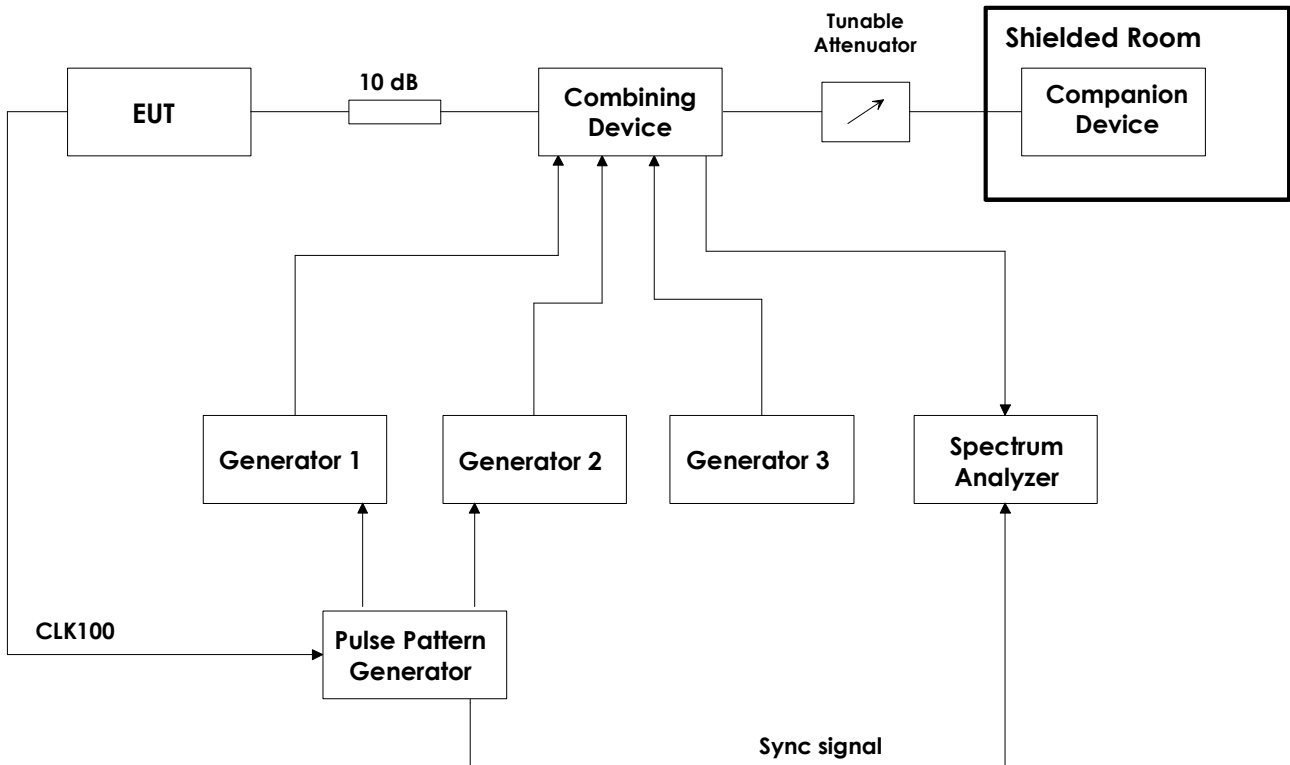 Tunable
Attenuator
Shielded Room
10 dB
EUT
Combining
Device
Companion
Device
Generator 1
Generator 2
Generator 3
Spectrum
Analyzer
CLK100
Pulse Pattern
Generator
Sync signal